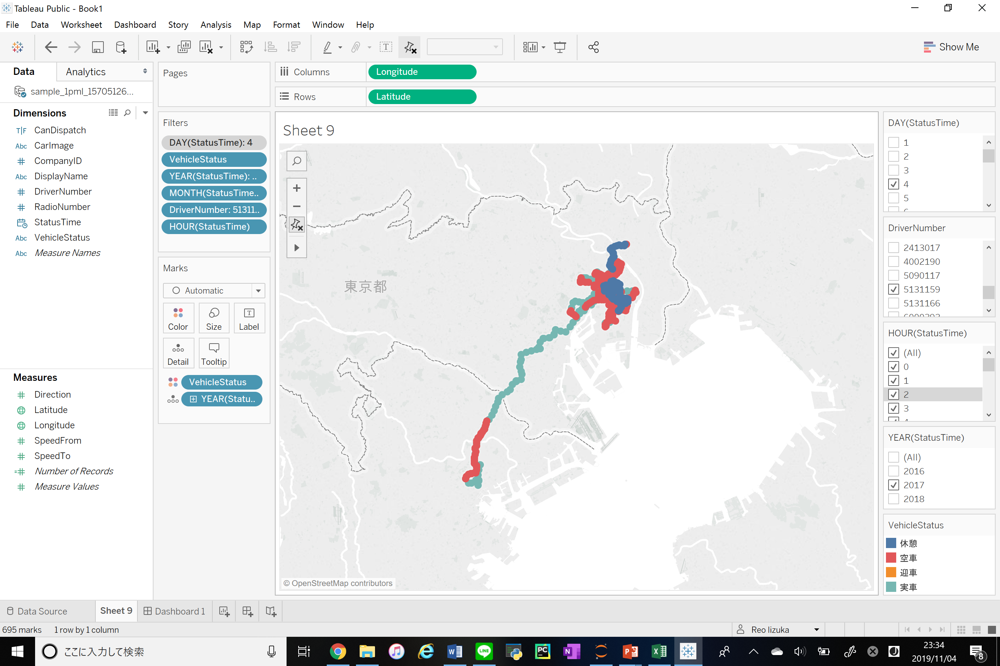 Tableau Public - Book1
File Data Worksheet Dashboard Story Analysis Map Format Window Help
Show Me
Data Analytics
sample_1pml_15705126...
Dimensions
T|F CanDispatch
Abc CarImage
# CompanyID
Abc DisplayName
# DriverNumber
# RadioNumber
StatusTime
Abc VehicleStatus
Abc Measure Names
Measures
# Direction
Latitude
Longitude
# SpeedFrom
# SpeedTo
=# Number of Records
# Measure Values
Pages
Filters
DAY(StatusTime): 4
VehicleStatus
YEAR(StatusTime): ..
MONTH(StatusTime..
DriverNumber: 51311..
HOUR(StatusTime)
Marks
Automatic
Color Size Label
Detail Tooltip
VehicleStatus
YEAR(Statu..
Columns Longitude
Rows Latitude
Sheet 9
東京都
© OpenStreetMap contributors
DAY(StatusTime)
1
2
3
4
5
DriverNumber
2413017
4002190
5090117
5131159
5131166
HOUR(StatusTime)
(All)
0
1
2
3
YEAR(StatusTime)
(All)
2016
2017
2018
VehicleStatus
休憩
空車
迎車
実車
Data Source Sheet 9 Dashboard 1
695 marks 1 row by 1 column
Reo Iizuka
ここに入力して検索
23:34
2019/11/04
8